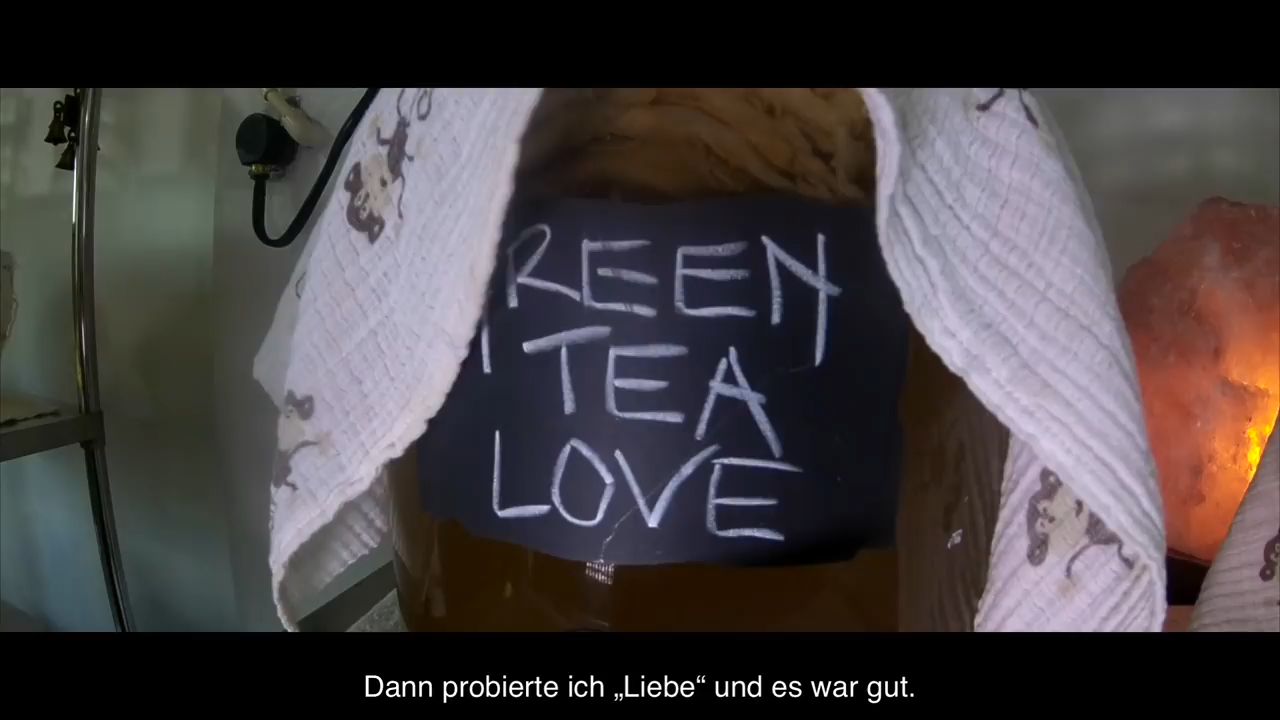 REEN
TEA
LOVE
Dann probierte ich „Liebe“ und es war gut.